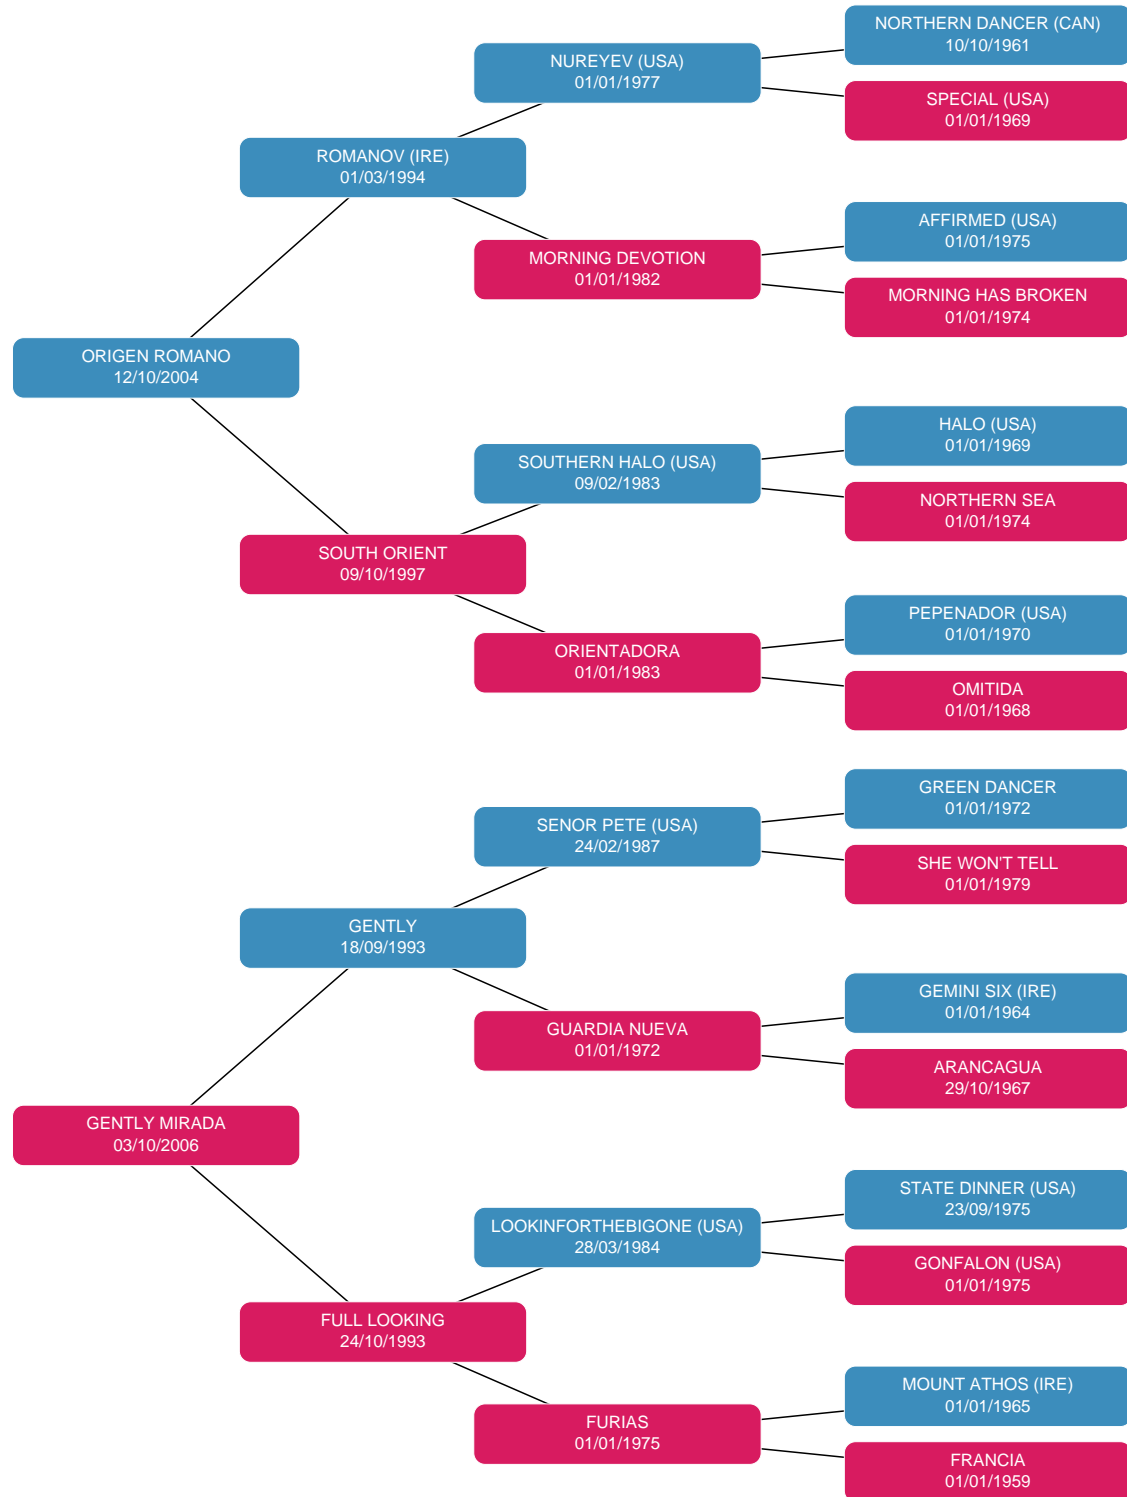 NORTHERN DANCER (CAN)
10/10/1961
NUREYEV (USA)
01/01/1977
SPECIAL (USA)
01/01/1969
ROMANOV (IRE)
01/03/1994
AFFIRMED (USA)
01/01/1975
MORNING DEVOTION
01/01/1982
MORNING HAS BROKEN
01/01/1974
ORIGEN ROMANO
12/10/2004
HALO (USA)
01/01/1969
SOUTHERN HALO (USA)
09/02/1983
NORTHERN SEA
01/01/1974
SOUTH ORIENT
09/10/1997
PEPENADOR (USA)
01/01/1970
ORIENTADORA
01/01/1983
OMITIDA
01/01/1968
GREEN DANCER
01/01/1972
SENOR PETE (USA)
24/02/1987
SHE WON'T TELL
01/01/1979
GENTLY
18/09/1993
GEMINI SIX (IRE)
01/01/1964
GUARDIA NUEVA
01/01/1972
ARANCAGUA
29/10/1967
GENTLY MIRADA
03/10/2006
STATE DINNER (USA)
23/09/1975
LOOKINFORTHEBIGONE (USA)
28/03/1984
GONFALON (USA)
01/01/1975
FULL LOOKING
24/10/1993
MOUNT ATHOS (IRE)
01/01/1965
FURIAS
01/01/1975
FRANCIA
01/01/1959